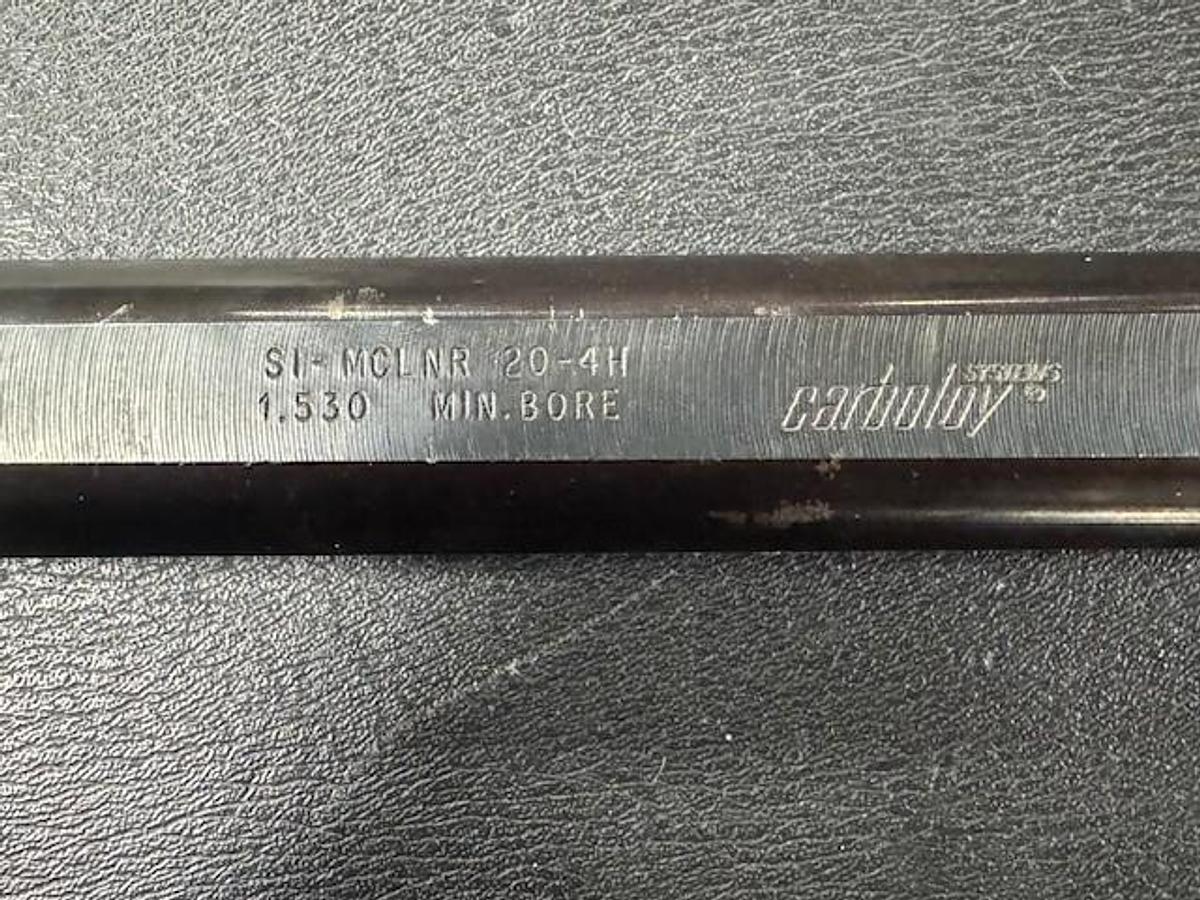 SI-MCLNR 20-4H
1.530 MIN. BORE
carboloy SYSTEMS ®